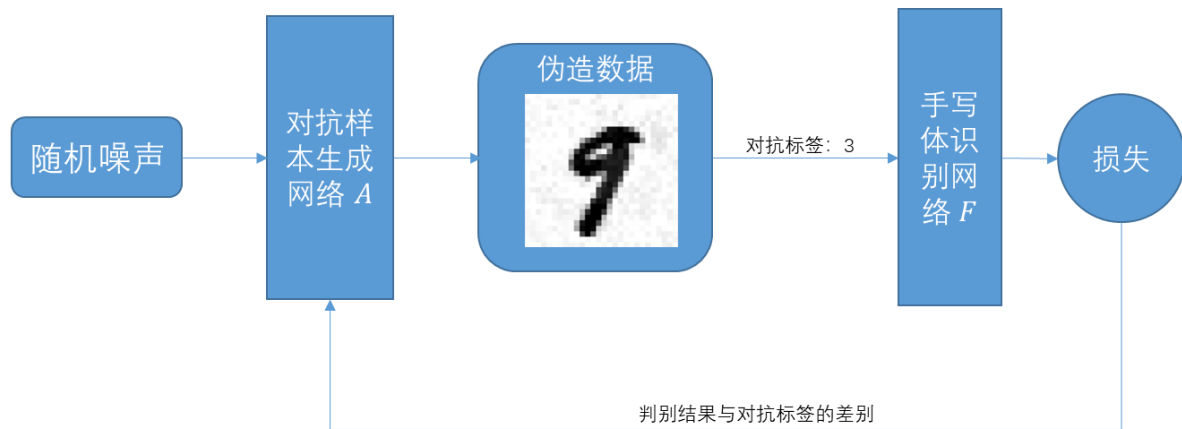 随机噪声
对抗样
本生成
网络 A
伪造数据
对抗标签：3
手写
体识
别网
络 F
损失
判别结果与对抗标签的差别